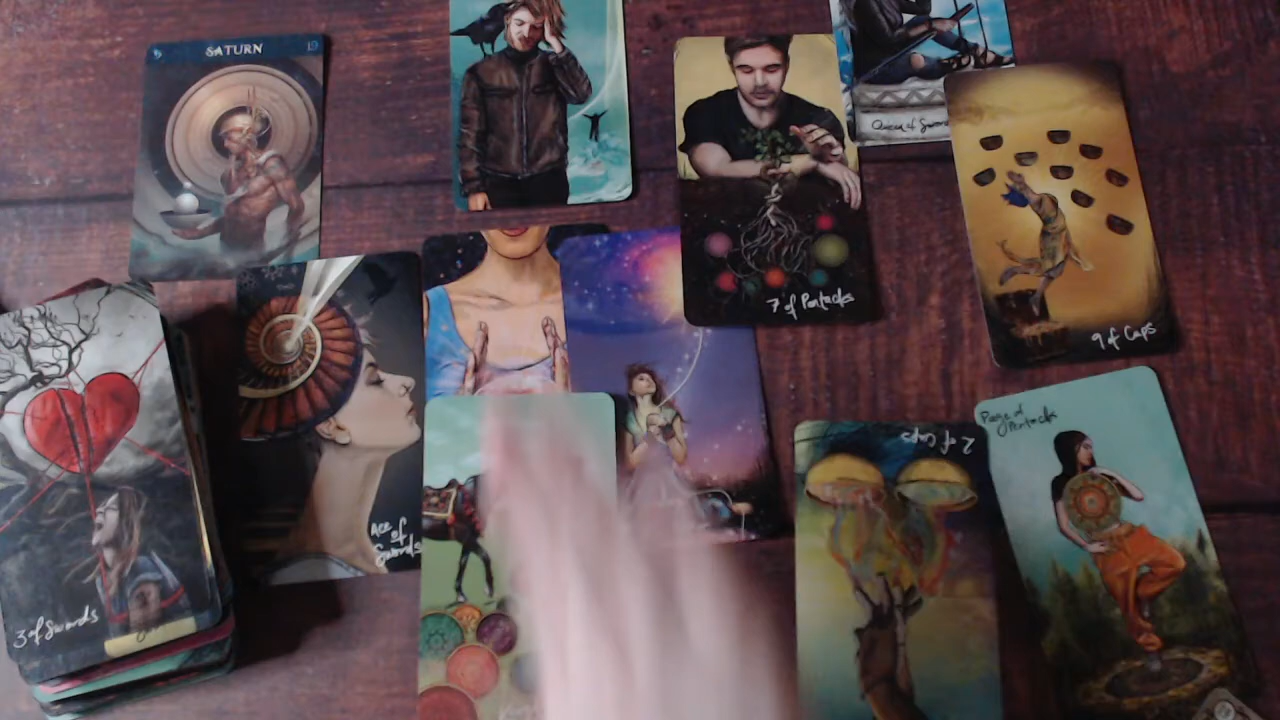 SATURN
Queen of Swords
7 of Pentacles
9 of Cups
Ace of
Swords
2 of Cups
Page of
Pentacles
3 of Swords